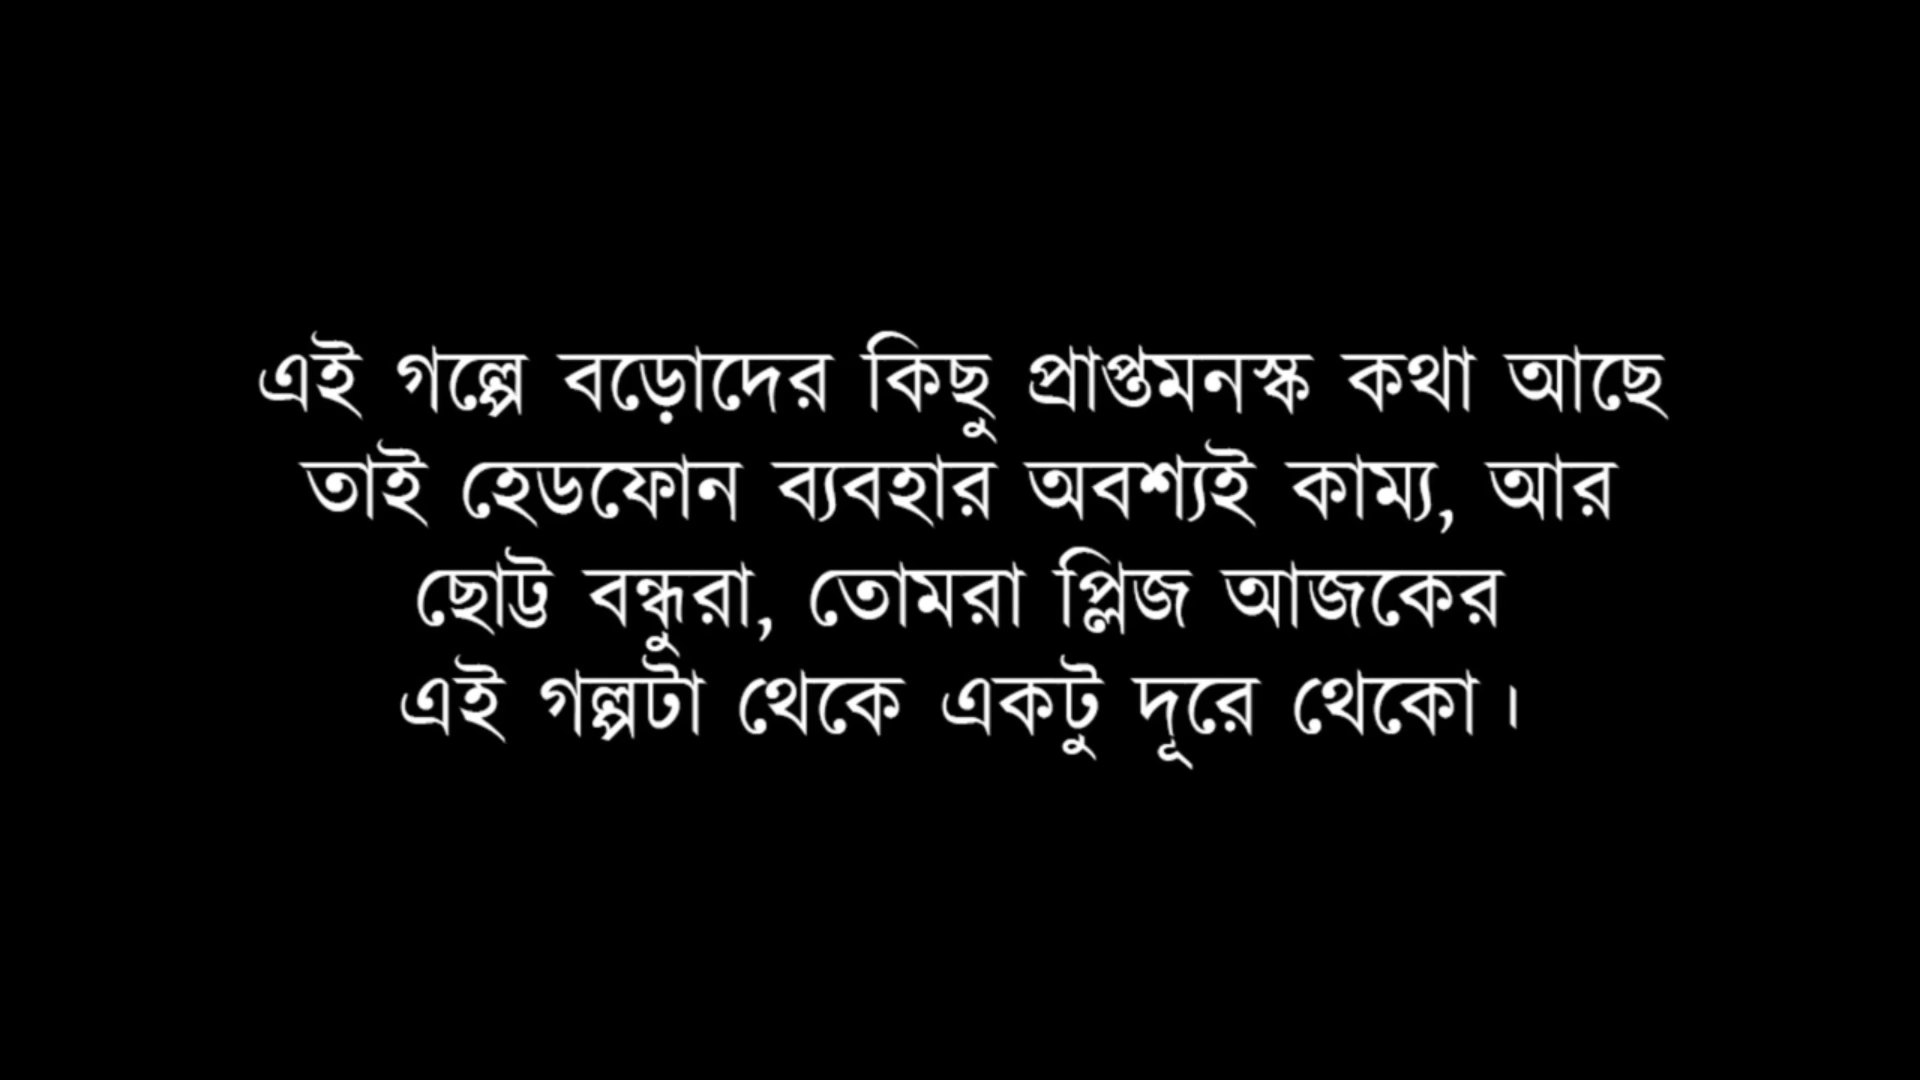 এই গল্পে বড়োদের কিছু প্রাপ্তমনস্ক কথা আছে
তাই হেডফোন ব্যবহার অবশ্যই কাম্য, আর
ছোট্ট বন্ধুরা, তোমরা প্লিজ আজকের
এই গল্পটা থেকে একটু দূরে থেকো।